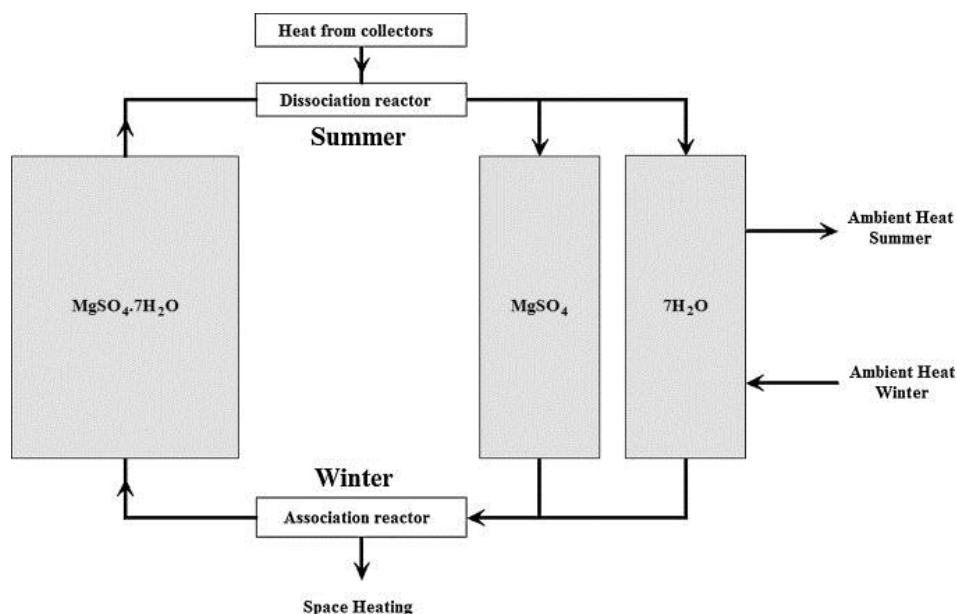 Heat from collectors
Dissociation reactor
Summer
MgSO₄.7H₂O
MgSO₄
7H₂O
Ambient Heat
Summer
Ambient Heat
Winter
Winter
Association reactor
Space Heating